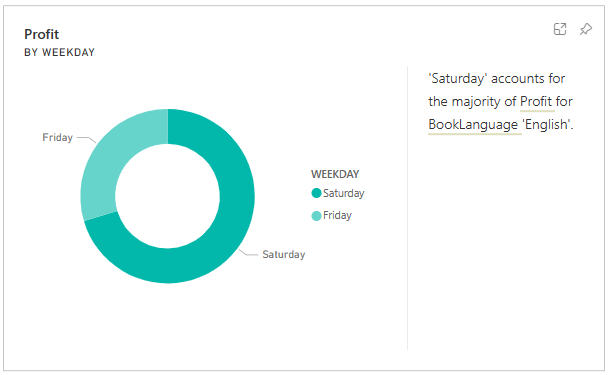 Profit
BY WEEKDAY
Friday
Saturday
WEEKDAY
Saturday
Friday
'Saturday' accounts for
the majority of Profit for
BookLanguage 'English'.